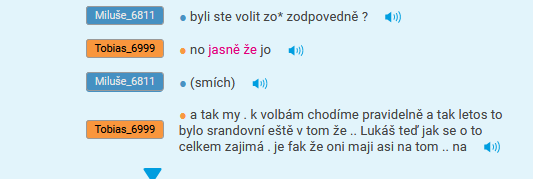 Miluše_6811 byli ste volit zo* zodpovedně ?
Tobias_6999 no jasně že jo
Miluše_6811 (smích)
a tak my . k volbám chodíme pravidelně a tak letos to
Tobias_6999 bylo srandovní eště v tom že .. Lukáš teď jak se o to
celkem zajímá . je fak že oni maji asi na tom .. na